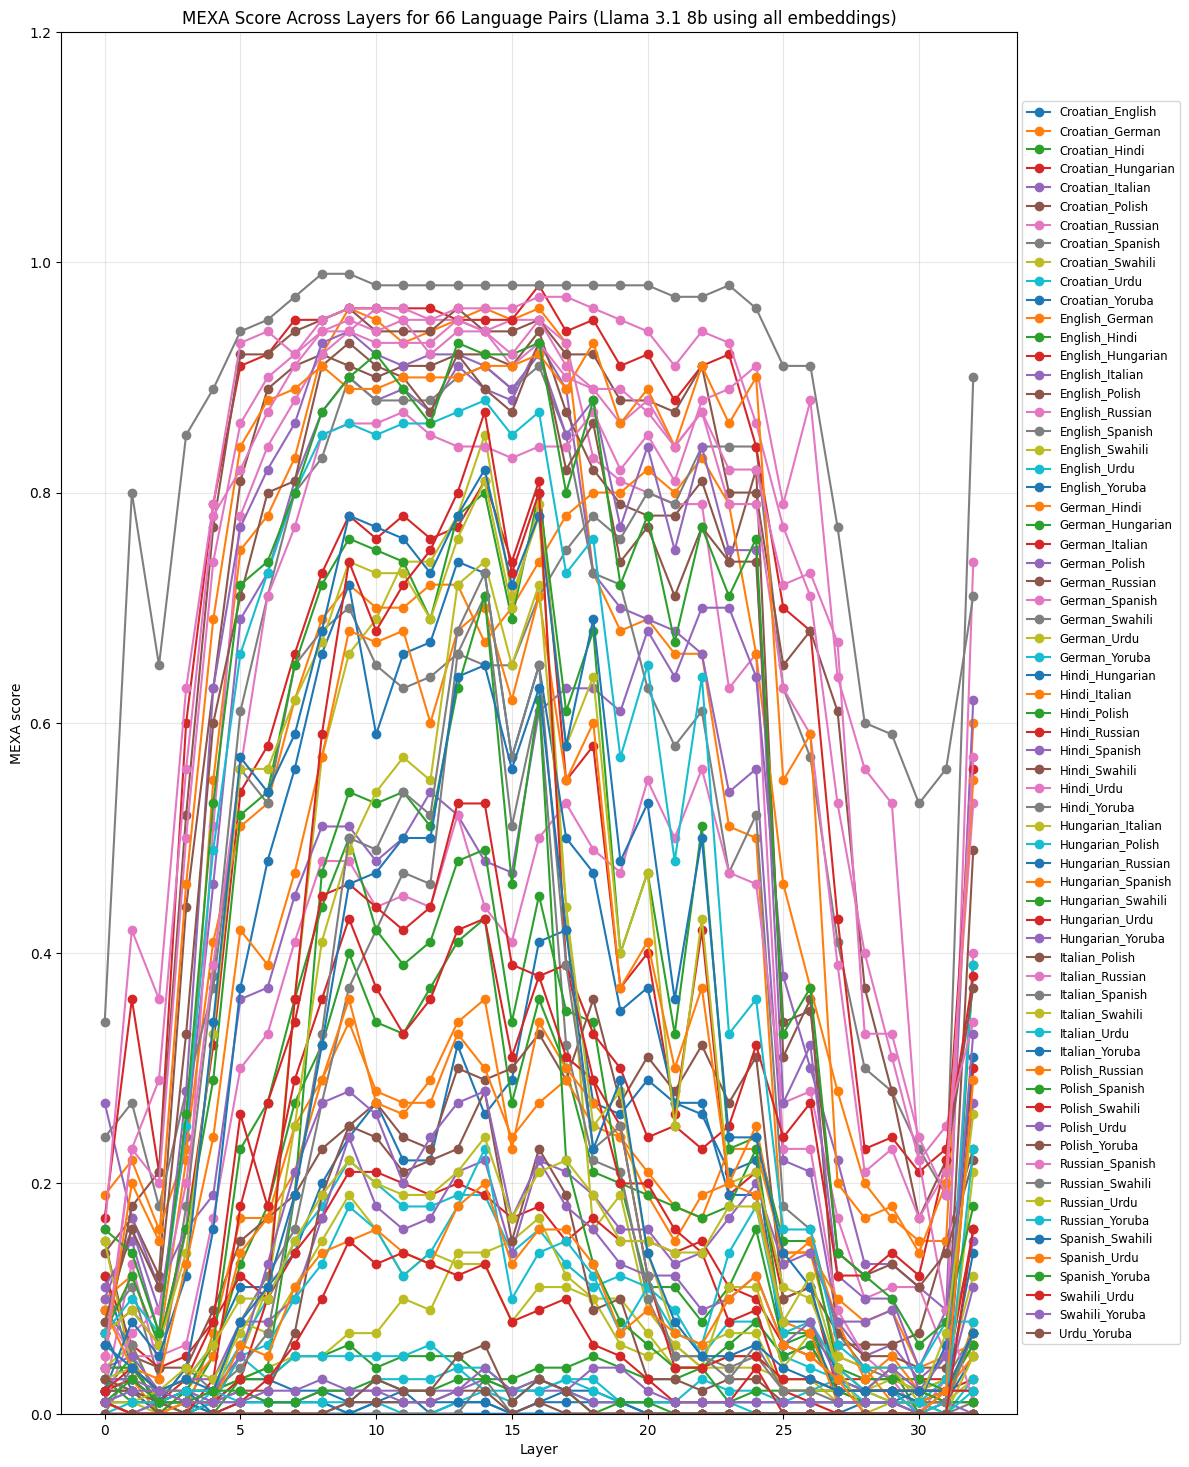 MEXA Score Across Layers for 66 Language Pairs (Llama 3.1 8b using all embeddings)
1.2
1.0
0.8
0.6
0.4
0.2
0.0
MEXA score
0 5 10 15 20 25 30
Layer
Croatian_English
Croatian_German
Croatian_Hindi
Croatian_Hungarian
Croatian_Italian
Croatian_Polish
Croatian_Russian
Croatian_Spanish
Croatian_Swahili
Croatian_Urdu
Croatian_Yoruba
English_German
English_Hindi
English_Hungarian
English_Italian
English_Polish
English_Russian
English_Spanish
English_Swahili
English_Urdu
English_Yoruba
German_Hindi
German_Hungarian
German_Italian
German_Polish
German_Russian
German_Spanish
German_Swahili
German_Urdu
German_Yoruba
Hindi_Hungarian
Hindi_Italian
Hindi_Polish
Hindi_Russian
Hindi_Spanish
Hindi_Swahili
Hindi_Urdu
Hindi_Yoruba
Hungarian_Italian
Hungarian_Polish
Hungarian_Russian
Hungarian_Spanish
Hungarian_Swahili
Hungarian_Urdu
Hungarian_Yoruba
Italian_Polish
Italian_Russian
Italian_Spanish
Italian_Swahili
Italian_Urdu
Italian_Yoruba
Polish_Russian
Polish_Spanish
Polish_Swahili
Polish_Urdu
Polish_Yoruba
Russian_Spanish
Russian_Swahili
Russian_Urdu
Russian_Yoruba
Spanish_Swahili
Spanish_Urdu
Spanish_Yoruba
Swahili_Urdu
Swahili_Yoruba
Urdu_Yoruba